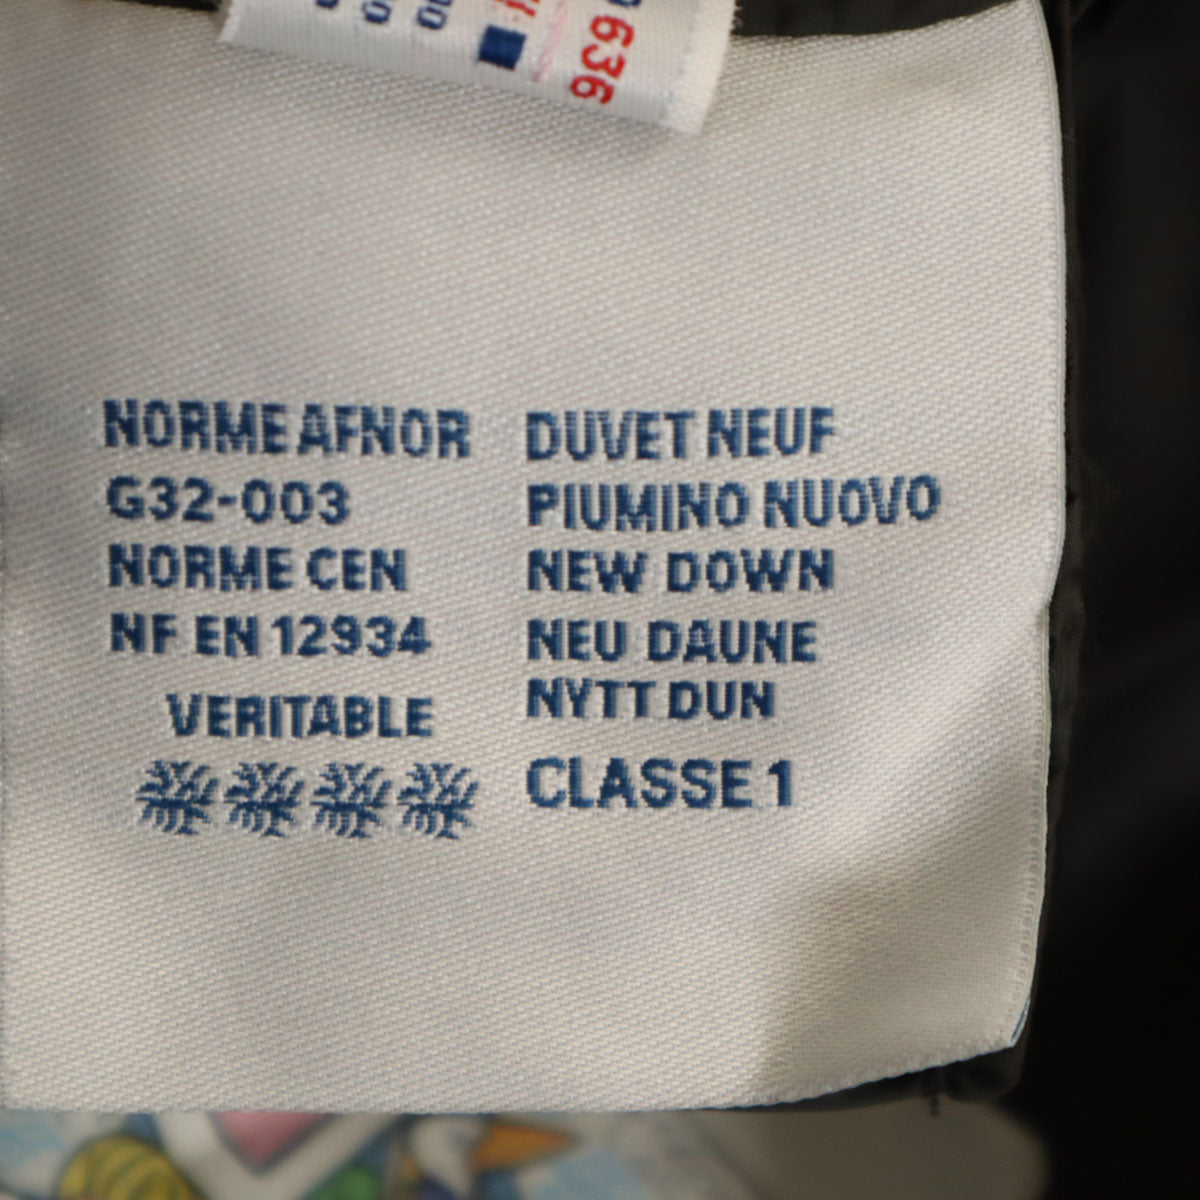 636
NORME AFNOR
G32-003
NORME CEN
NF EN 12934
VERITABLE
DUVET NEUF
PIUMINO NUOVO
NEW DOWN
NEU DAUNE
NYTT DUN
CLASSE 1